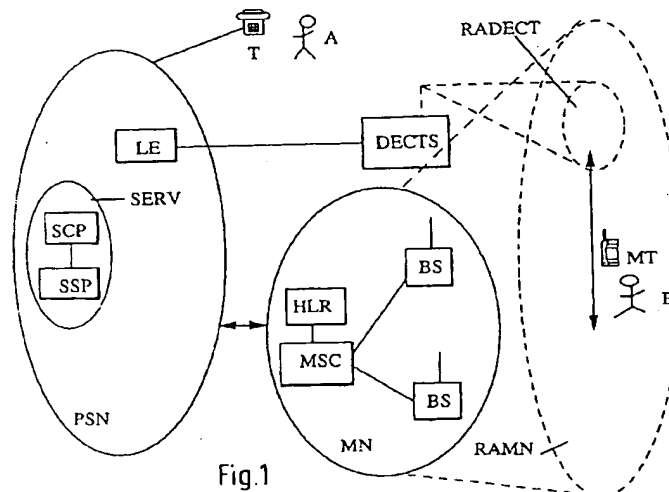 RADECT
T
A
LE
DECTS
SERV
SCP
SSP
BS
MT
HLR
MSC
BS
PSN
MN
RAMN
Fig.1